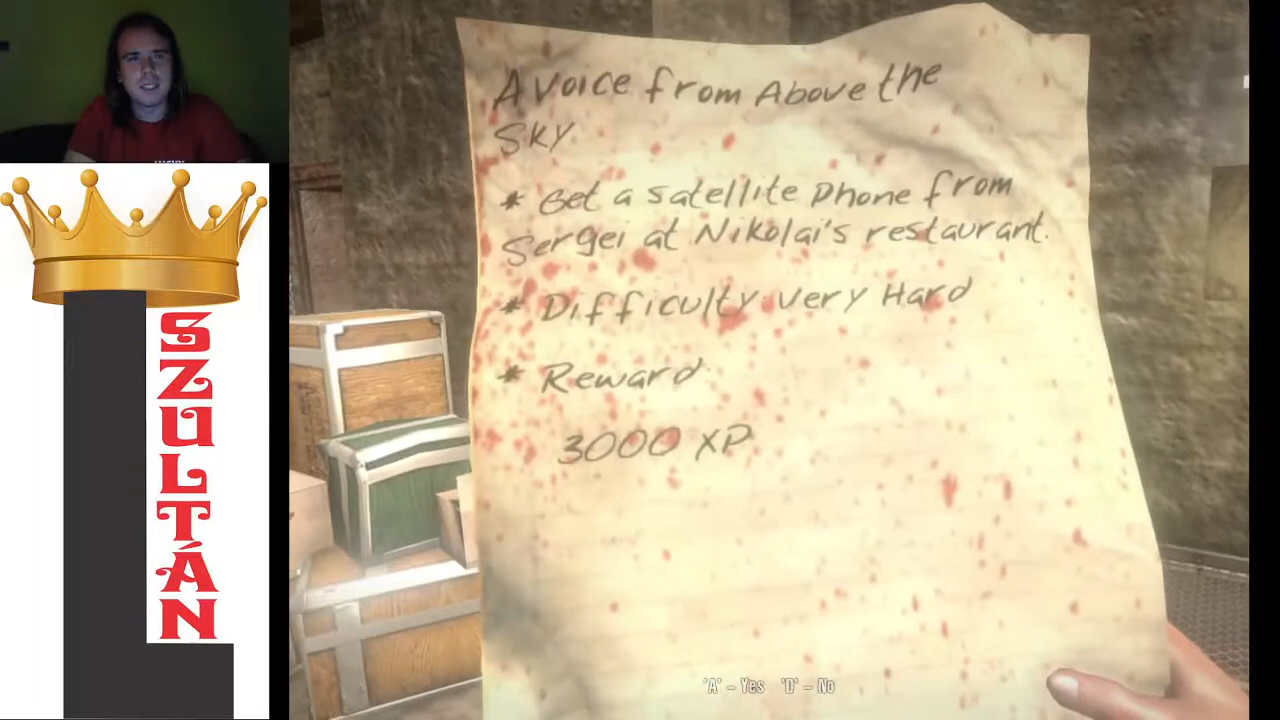 A voice from Above the
Sky
* Get a satellite Phone from
Sergei at Nikolai's restaurant.
* Difficulty: Very Hard
* Reward:
3000 XP
'A' - Yes 'D' - No
L
SZULTÁN